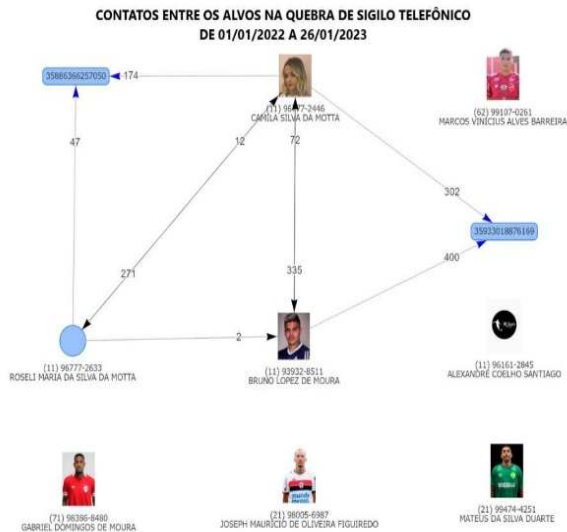 CONTATOS ENTRE OS ALVOS NA QUEBRA DE SIGILO TELEFÔNICO
DE 01/01/2022 A 26/01/2023
35886366257050
174
(11) 2446
CAMILA SILVA DA MOTTA
(62) 99107-0261
MARCOS VINICIUS ALVES BARREIRA
47
12
72
302
35933018876169
400
271
335
2
(11) 96777-2633
ROSELI MARIA DA SILVA DA MOTTA
(11) 93932-8511
BRUNO LOPEZ DE MOURA
(11) 96161-2845
ALEXANDRE COELHO SANTIAGO
(71) 98386-8480
GABRIEL DOMINGOS DE MOURA
(21) 98005-6987
JOSEPH MAURICIO DE OLIVEIRA FIGUIREDO
(21) 99474-4251
MATEUS DA SILVA DUARTE